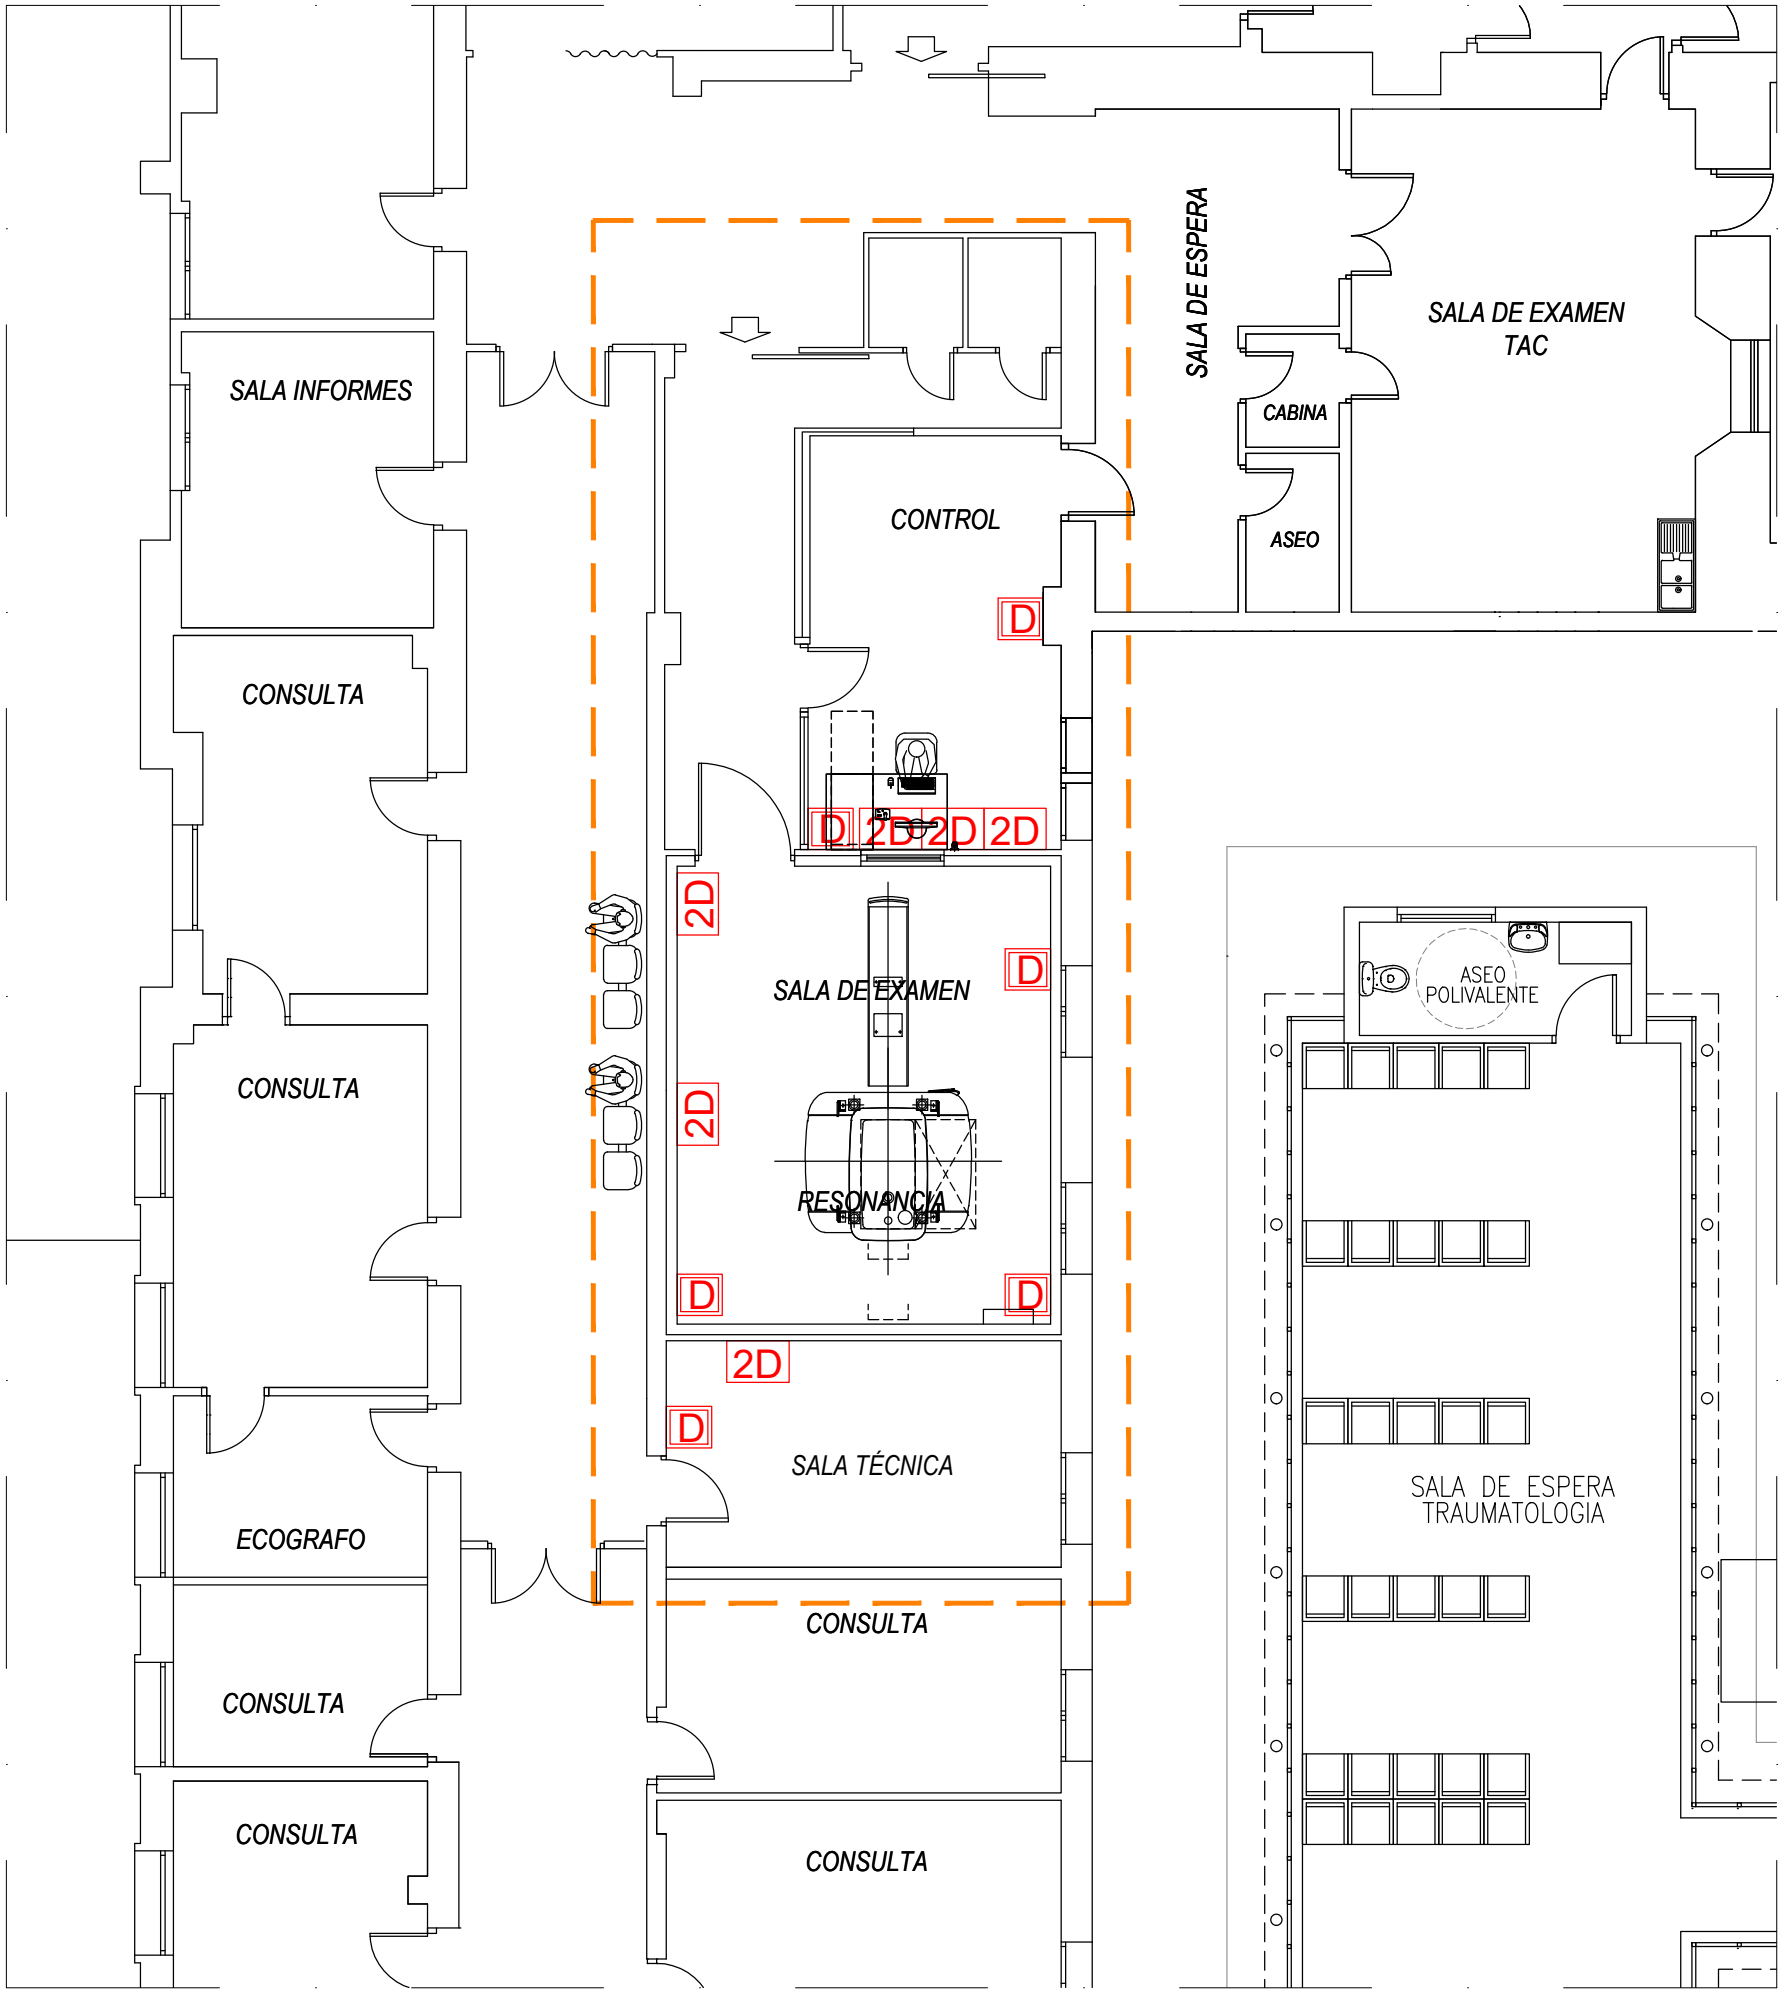 SALA DE ESPERA
SALA DE EXAMEN
TAC
SALA INFORMES
CABINA
CONTROL
ASEO
D
CONSULTA
D
2D
2D
2D
2D
D
SALA DE EXAMEN
ASEO
POLIVALENTE
D
CONSULTA
2D
RESONANCIA
D
D
2D
D
SALA TÉCNICA
SALA DE ESPERA
TRAUMATOLOGIA
ECOGRAFO
CONSULTA
CONSULTA
CONSULTA
CONSULTA